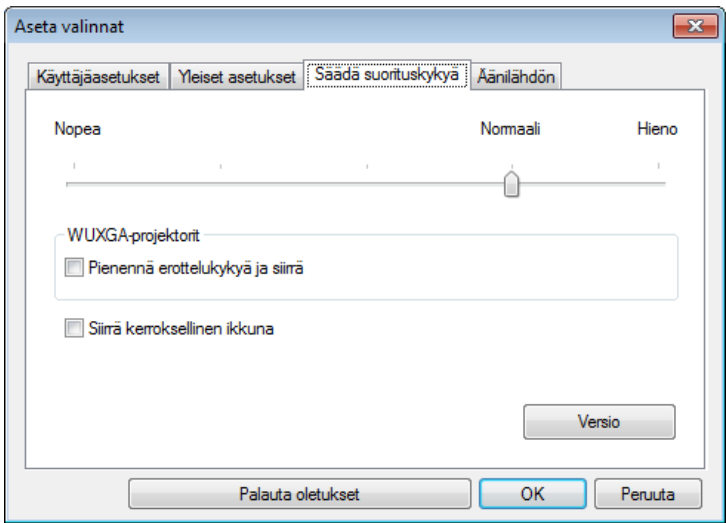 Aseta valinnat
Käyttäjäasetukset Yleiset asetukset Säädä suorituskykyä Äänilähdön
Nopea Normaali Hieno
WUXGA-projektorit
Pienennä erottelukykyä ja siirrä
Siirrä kerroksellinen ikkuna
Versio
Palauta oletukset OK Peruuta